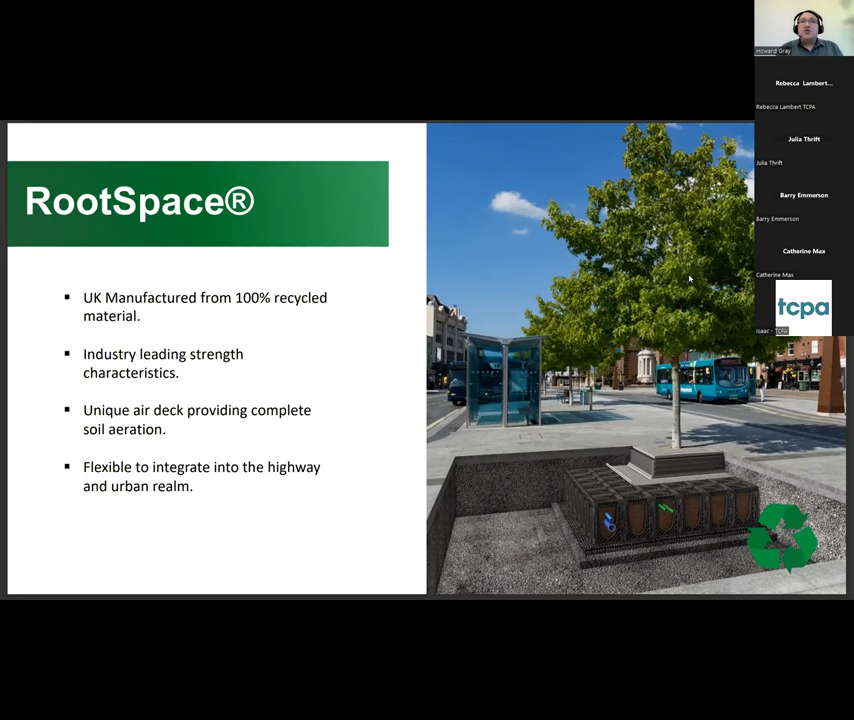 RootSpace®
▪ UK Manufactured from 100% recycled
material.
▪ Industry leading strength
characteristics.
▪ Unique air deck providing complete
soil aeration.
▪ Flexible to integrate into the highway
and urban realm.
Howard Gray
Rebecca Lambert...
Rebecca Lambert TCPA
Julia Thrift
Julia Thrift
Barry Emmerson
Barry Emmerson
Catherine Max
Catherine Max
tcpa
Isaac - TCPA